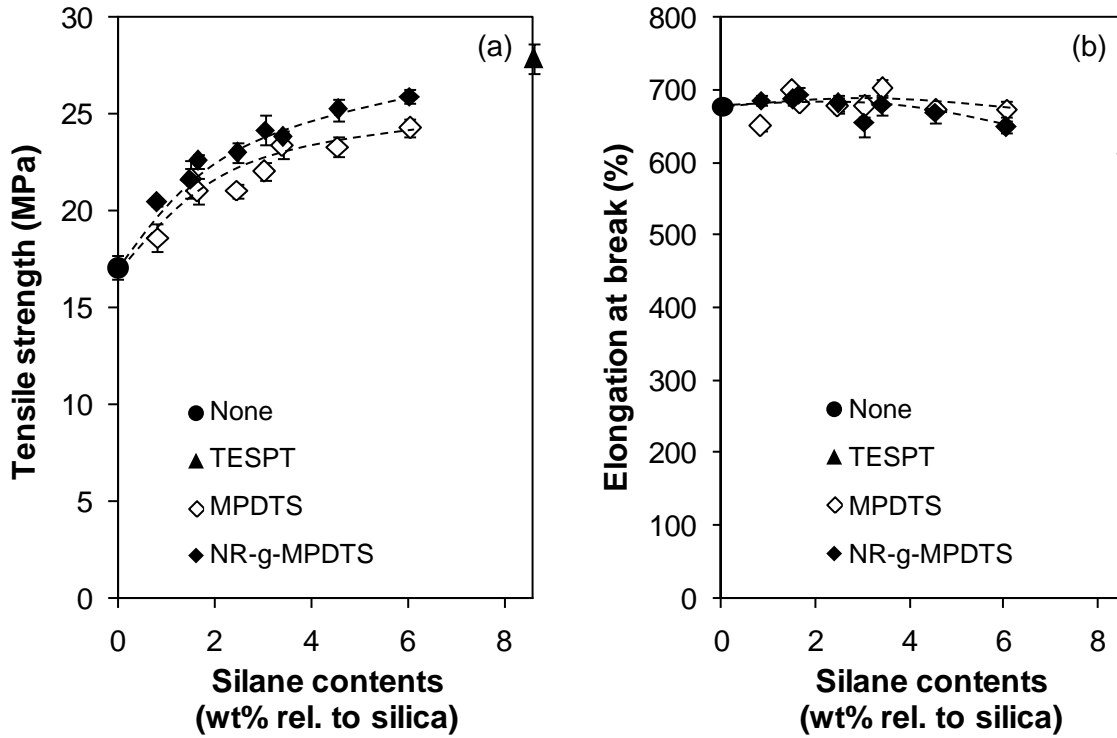 (a)
Tensile strength (MPa)
30
25
20
15
10
5
0
None
TESPT
MPDTS
NR-g-MPDTS
0 2 4 6 8
Silane contents
(wt% rel. to silica)
(b)
Elongation at break (%)
800
700
600
500
400
300
200
100
0
None
TESPT
MPDTS
NR-g-MPDTS
0 2 4 6 8
Silane contents
(wt% rel. to silica)